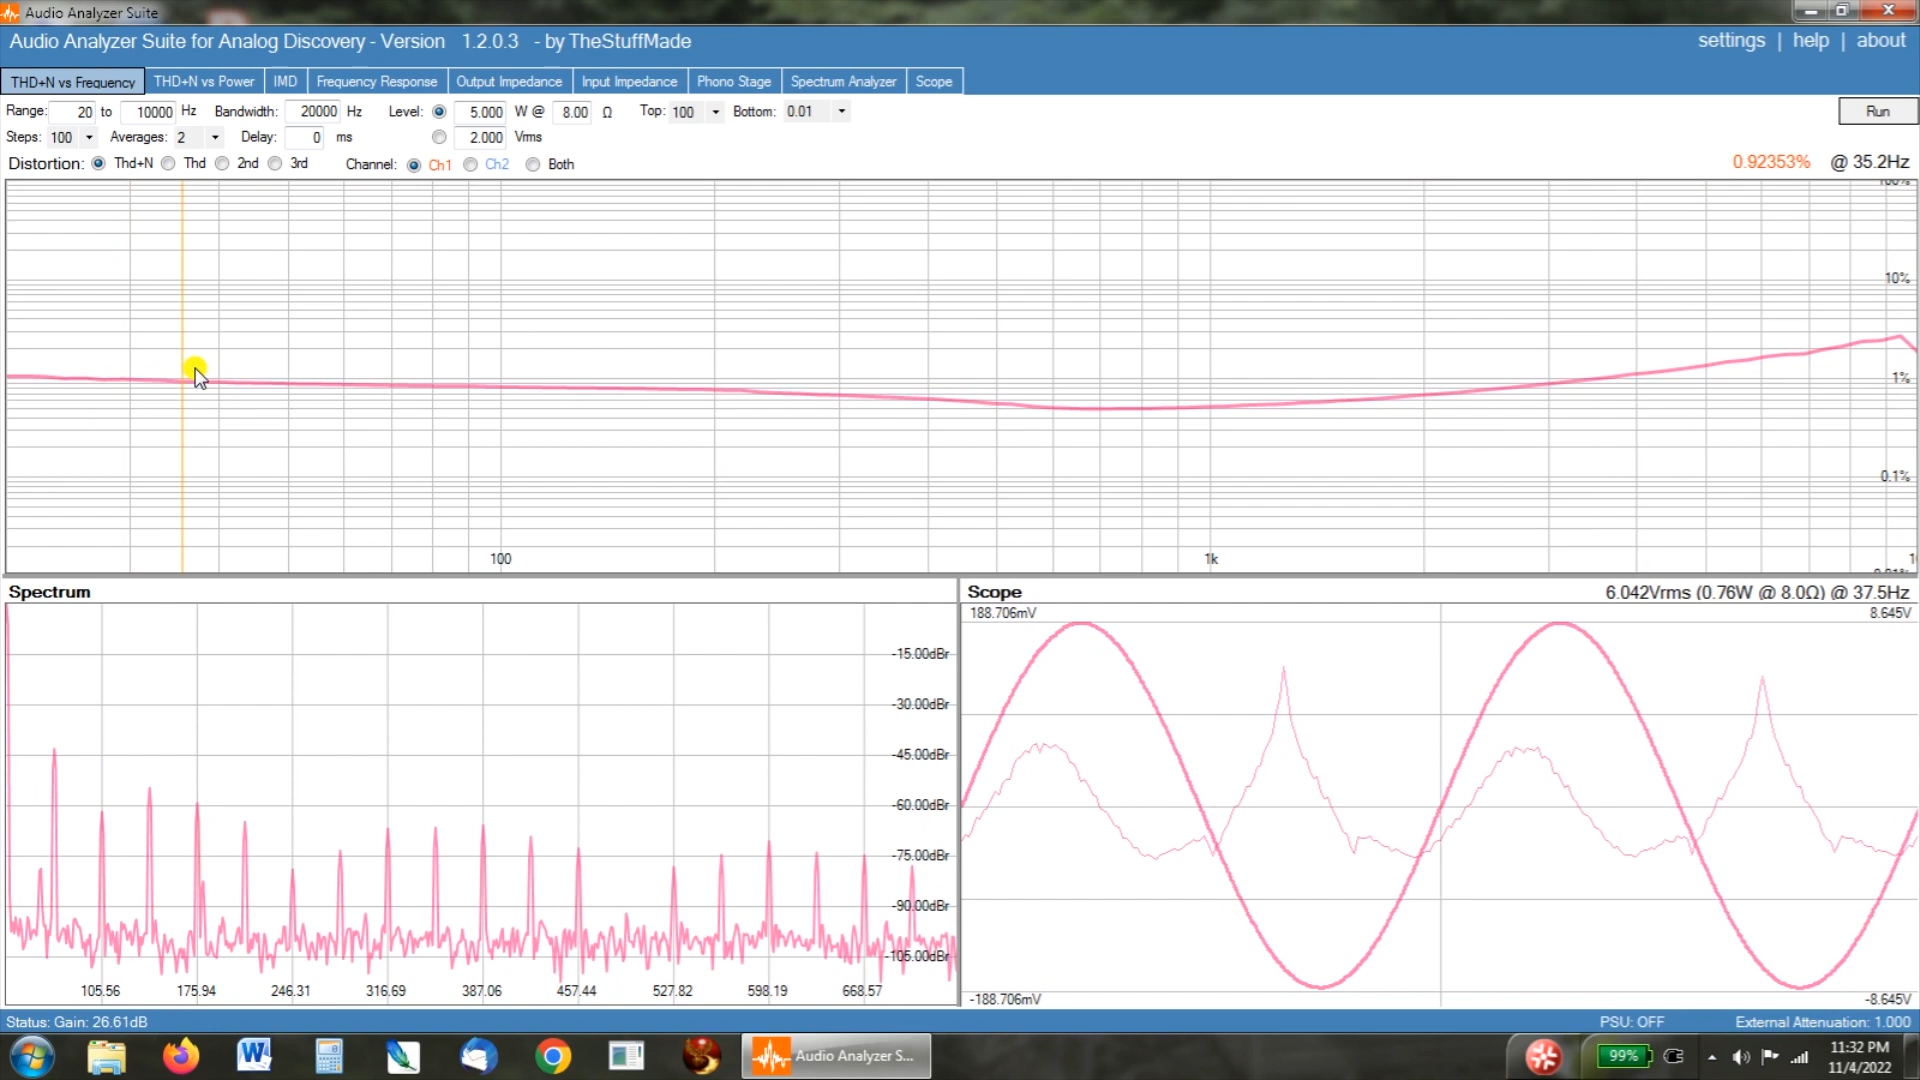 Audio Analyzer Suite
Audio Analyzer Suite for Analog Discovery - Version 1.2.0.3 - by TheStuffMade
settings | help | about
THD+N vs Frequency THD+N vs Power IMD Frequency Response Output Impedance Input Impedance Phono Stage Spectrum Analyzer Scope
Range: 20 to 10000 Hz Bandwidth: 20000 Hz Level: 5.000 W @ 8.00 Ω Top: 100 Bottom: 0.01 Run
Steps: 100 Averages: 2 Delay: 0 ms 2.000 Vrms
Distortion: Thd+N Thd 2nd 3rd Channel: Ch1 Ch2 Both 0.92353% @ 35.2Hz
100%
10%
1%
0.1%
100 1k
0.01%
Spectrum
-15.00dBr
-30.00dBr
-45.00dBr
-60.00dBr
-75.00dBr
-90.00dBr
-105.00dBr
105.56 175.94 246.31 316.69 387.06 457.44 527.82 598.19 668.57
Scope 6.042Vrms (0.76W @ 8.0Ω) @ 37.5Hz
188.706mV 8.645V
-188.706mV -8.645V
Status: Gain: 26.61dB PSU: OFF External Attenuation: 1.000
Audio Analyzer S...
99%
11:32 PM
11/4/2022